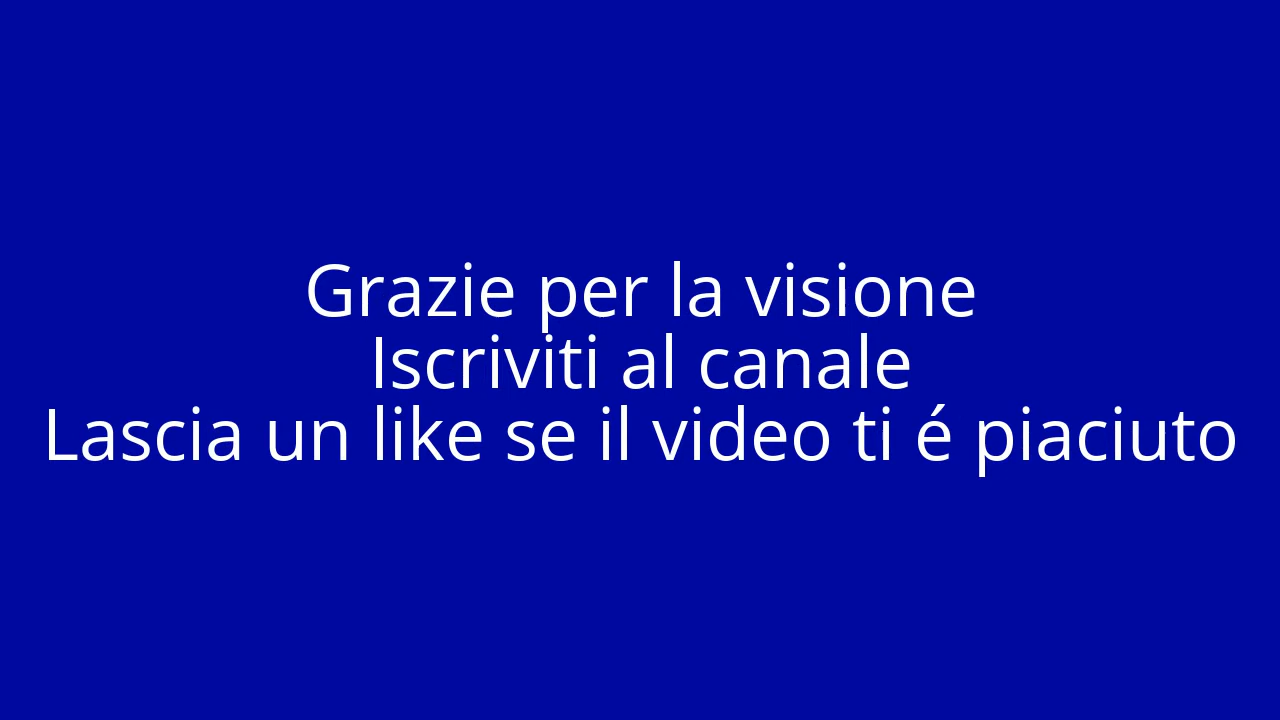 Grazie per la visione
Iscriviti al canale
Lascia un like se il video ti é piaciuto